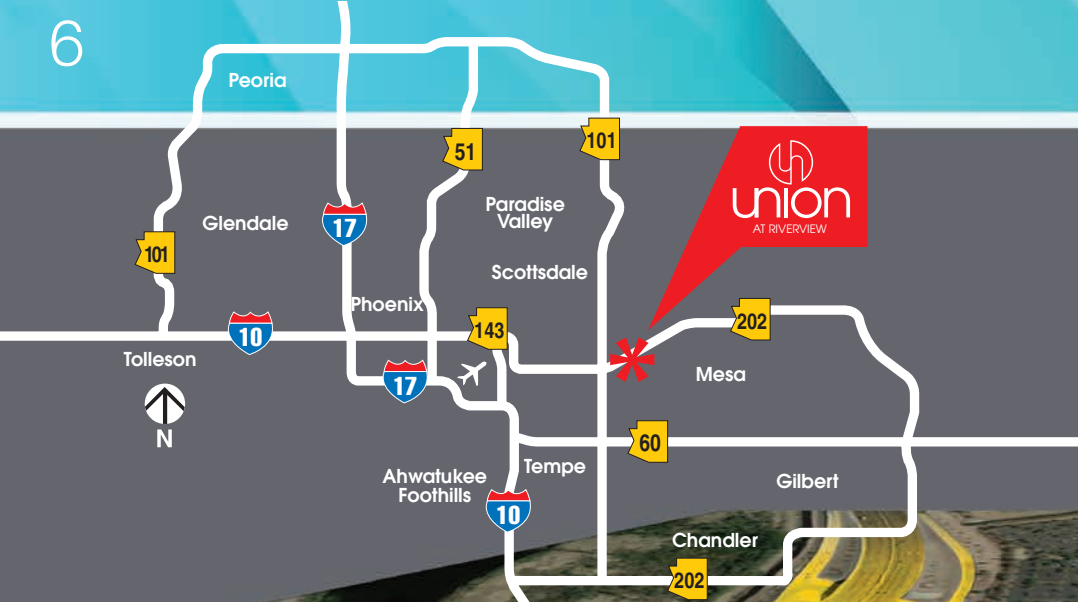 6
Peoria
51
101
un
union
AT RIVERVIEW
Paradise
Valley
Glendale
17
101
Scottsdale
Phoenix
10
143
202
Tolleson
17
Mesa
N
60
Tempe
Ahwatukee
Foothills
Gilbert
10
Chandler
202